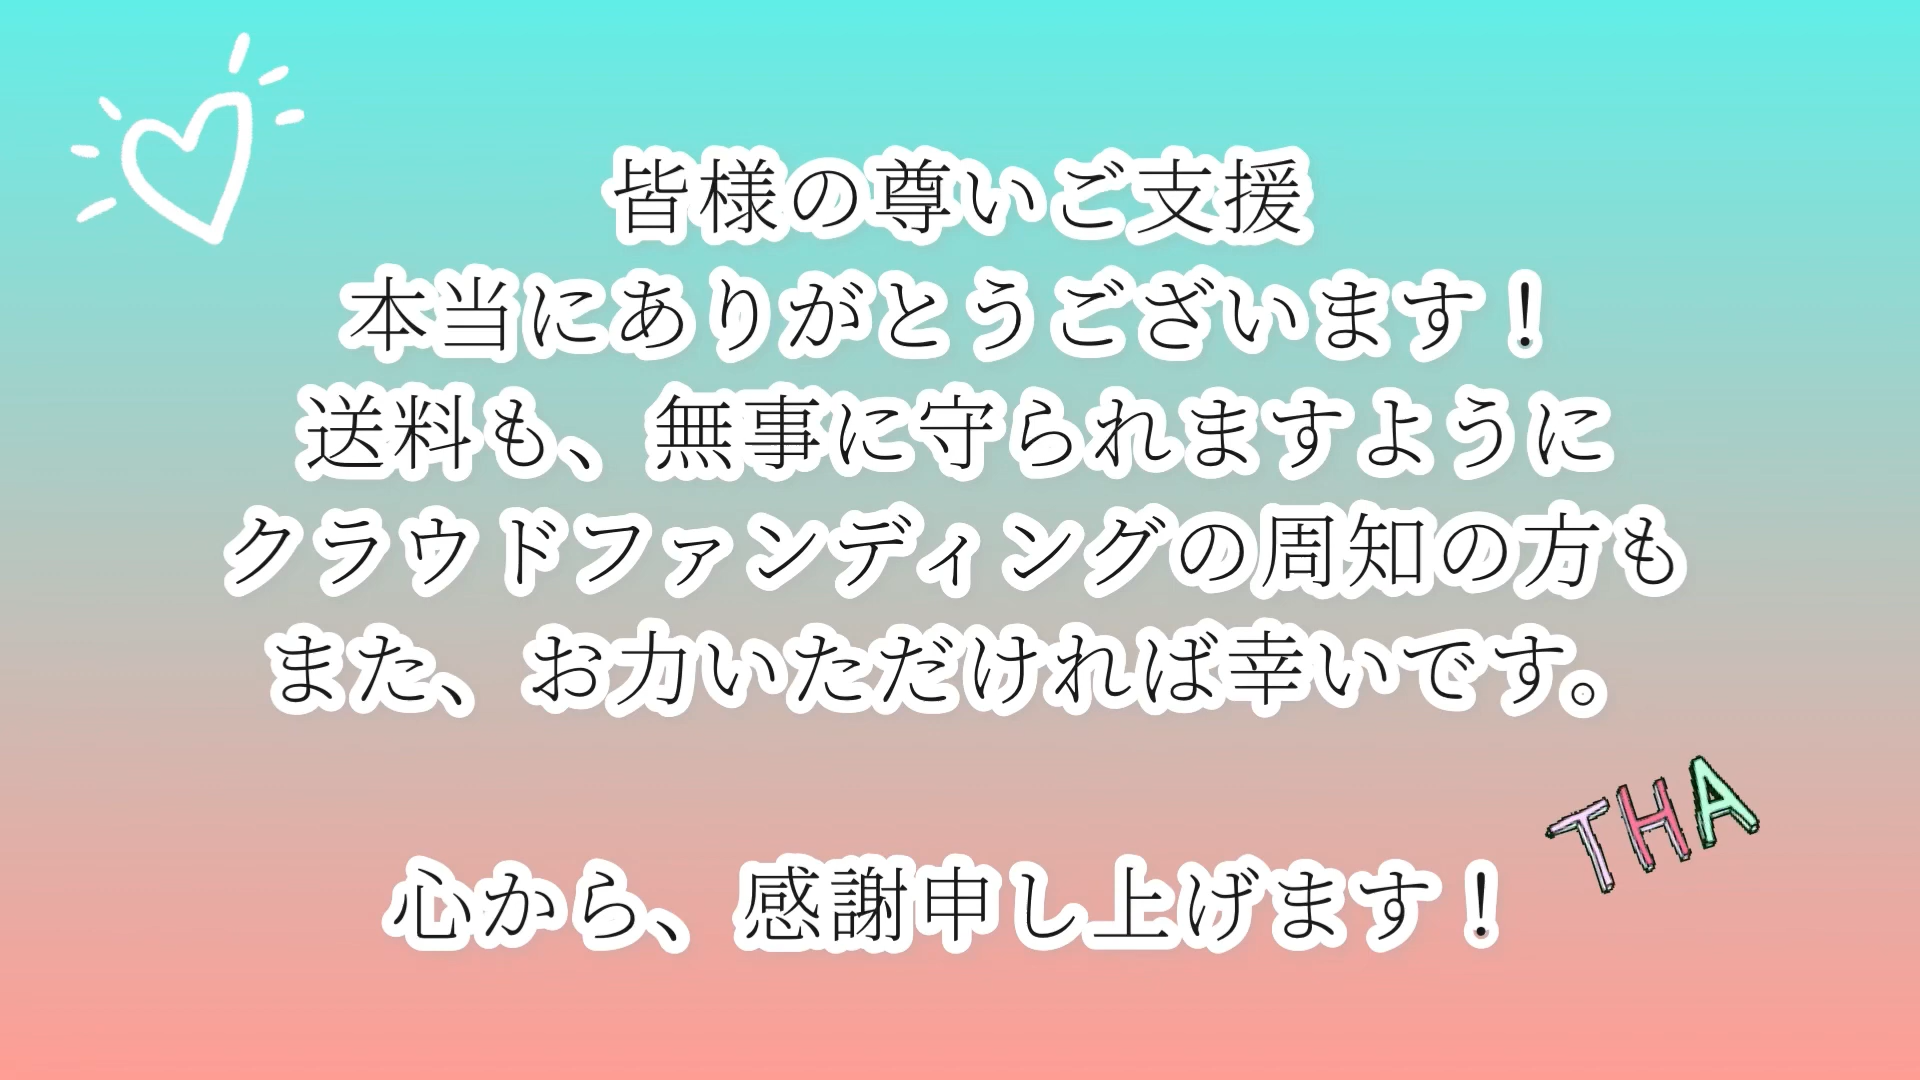 皆様の尊いご支援
本当にありがとうございます！
送料も、無事に守られますように
クラウドファンディングの周知の方も
また、お力いただければ幸いです。
THA
心から、感謝申し上げます！